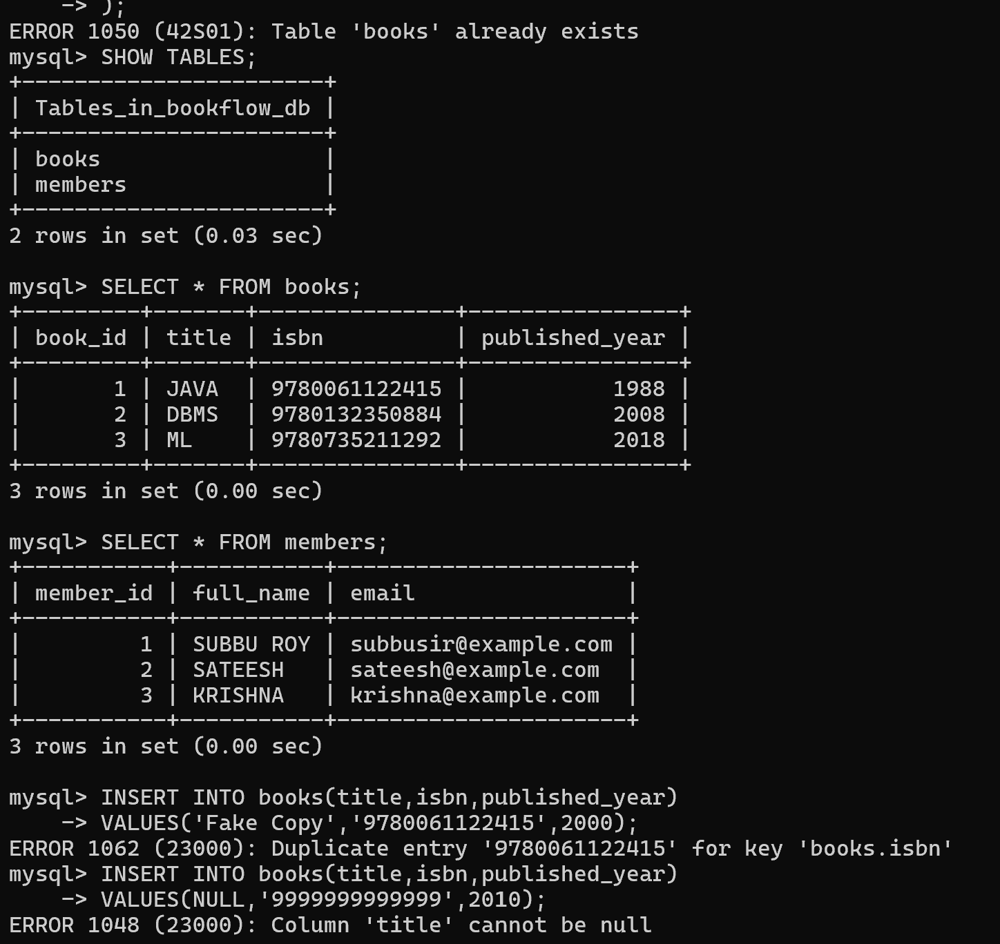 -> );
ERROR 1050 (42S01): Table 'books' already exists
mysql> SHOW TABLES;
+-----------------------+
| Tables_in_bookflow_db |
+-----------------------+
| books                 |
| members               |
+-----------------------+
2 rows in set (0.03 sec)

mysql> SELECT * FROM books;
+---------+-------+---------------+----------------+
| book_id | title | isbn          | published_year |
+---------+-------+---------------+----------------+
|       1 | JAVA  | 9780061122415 |           1988 |
|       2 | DBMS  | 9780132350884 |           2008 |
|       3 | ML    | 9780735211292 |           2018 |
+---------+-------+---------------+----------------+
3 rows in set (0.00 sec)

mysql> SELECT * FROM members;
+-----------+-----------+----------------------+
| member_id | full_name | email                |
+-----------+-----------+----------------------+
|         1 | SUBBU ROY | subbusir@example.com |
|         2 | SATEESH   | sateesh@example.com  |
|         3 | KRISHNA   | krishna@example.com  |
+-----------+-----------+----------------------+
3 rows in set (0.00 sec)

mysql> INSERT INTO books(title,isbn,published_year)
    -> VALUES('Fake Copy','9780061122415',2000);
ERROR 1062 (23000): Duplicate entry '9780061122415' for key 'books.isbn'
mysql> INSERT INTO books(title,isbn,published_year)
    -> VALUES(NULL,'9999999999999',2010);
ERROR 1048 (23000): Column 'title' cannot be null